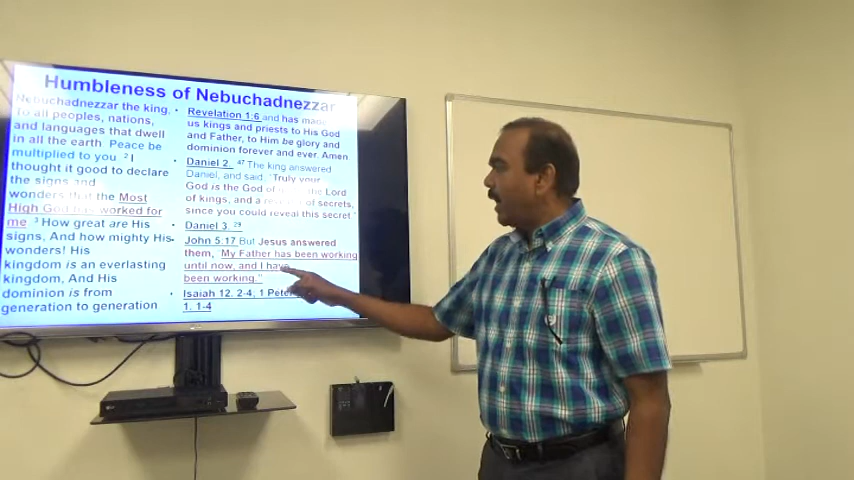 Humbleness of Nebuchadnezzar
Nebuchadnezzar the king,
To all peoples, nations,
and languages that dwell
in all the earth: Peace be
multiplied to you ²I
thought it good to declare
the signs and
wonders that the Most
High God has worked for
me ³ How great are His
signs, And how mighty His
wonders! His
kingdom is an everlasting
kingdom, And His
dominion is from
generation to generation
• Revelation 1:6 and has made
us kings and priests to His God
and Father, to Him be glory and
dominion forever and ever. Amen.
• Daniel 2. ⁴⁷ The king answered
Daniel, and said, "Truly your
God is the God of the Lord
of kings, and a revealer of secrets,
since you could reveal this secret"
• Daniel 3. ²⁹
• John 5:17 But Jesus answered
them, My Father has been working
until now, and I have
been working."
• Isaiah 12. 2-4, 1 Peter
1. 1-4